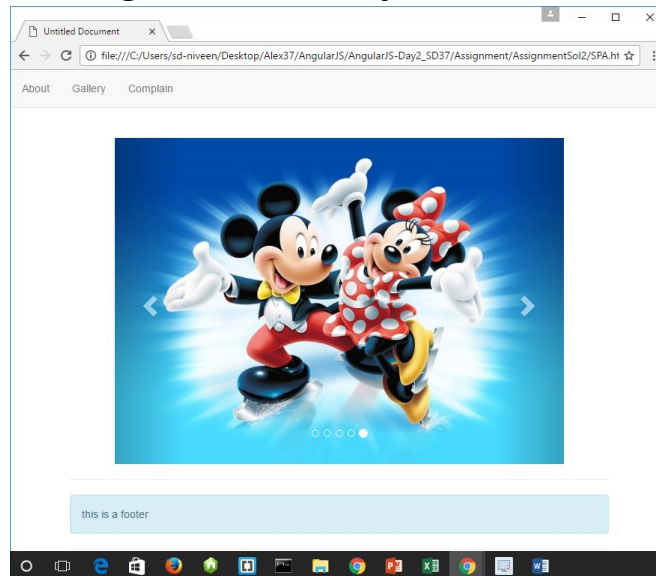 Untitled Document
file:///C:/Users/sd-niveen/Desktop/Alex37/AngularJS/AngularJS-Day2_SD37/Assignment/AssignmentSol2/SPA.ht
About Gallery Complain
this is a footer